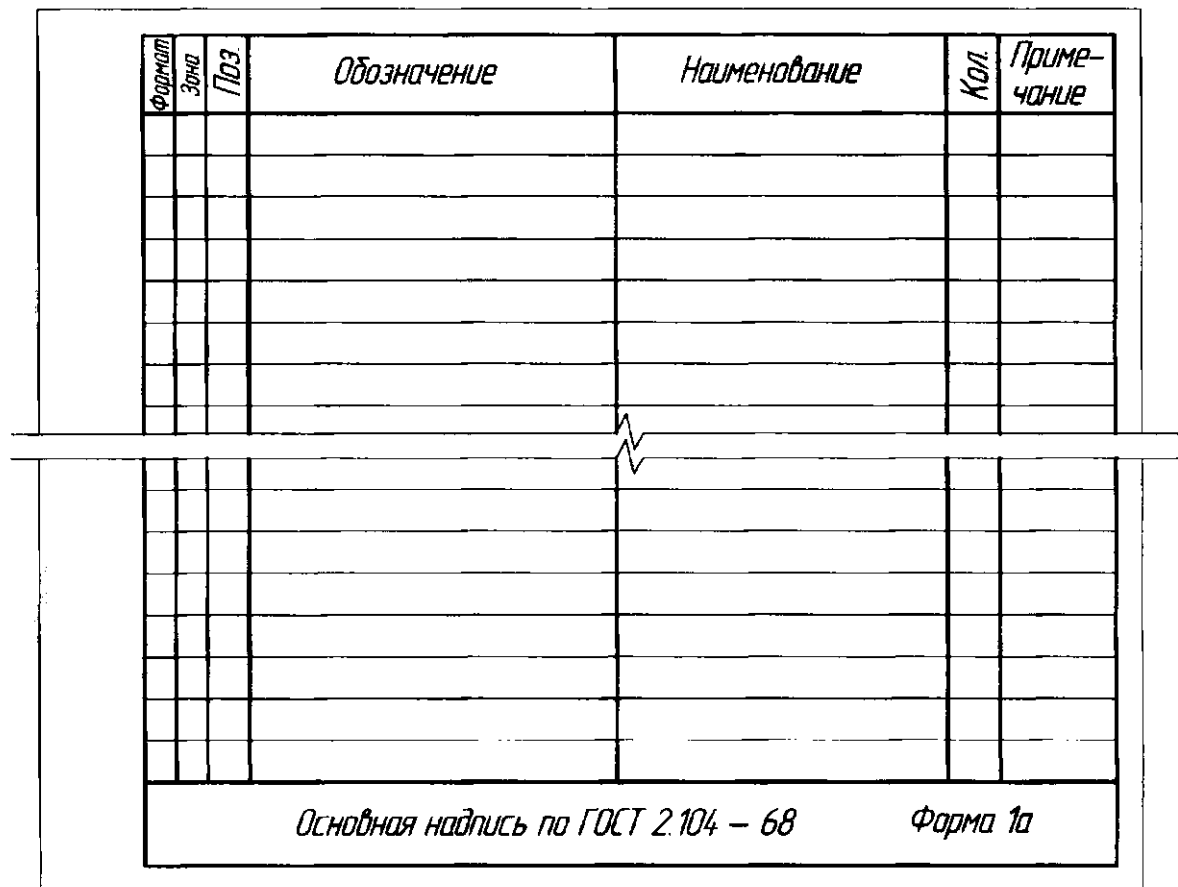 Формат
Зона
Поз.
Обозначение
Наименование
Кол.
Приме-
чание
Основная надпись по ГОСТ 2.104 – 68
Форма 1а